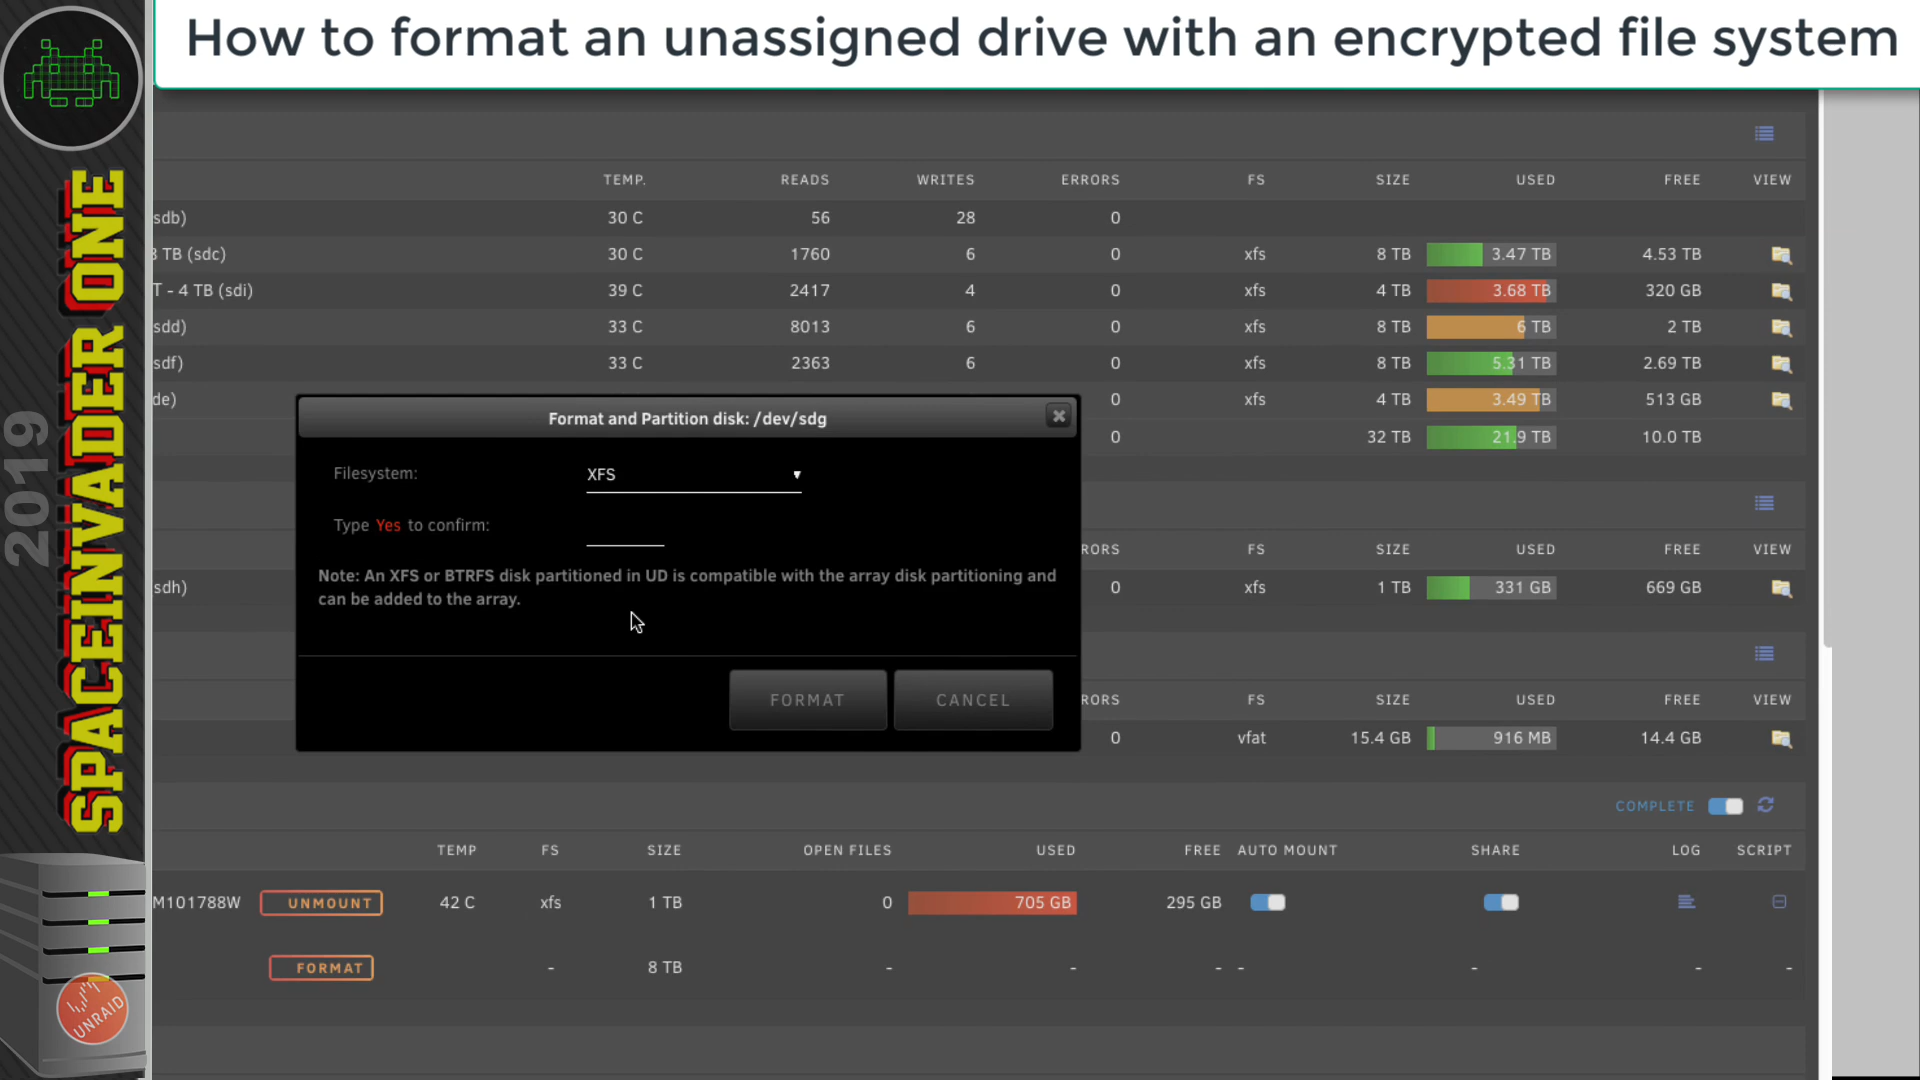 How to format an unassigned drive with an encrypted file system
SPACEINVADER ONE
2019
UNRAID
TEMP. READS WRITES ERRORS FS SIZE USED FREE VIEW
sdb) 30 C 56 28 0
3 TB (sdc) 30 C 1760 6 0 xfs 8 TB 3.47 TB 4.53 TB
T - 4 TB (sdi) 39 C 2417 4 0 xfs 4 TB 3.68 TB 320 GB
sdd) 33 C 8013 6 0 xfs 8 TB 6 TB 2 TB
sdf) 33 C 2363 6 0 xfs 8 TB 5.31 TB 2.69 TB
de) 0 xfs 4 TB 3.49 TB 513 GB
0 32 TB 21.9 TB 10.0 TB
Format and Partition disk: /dev/sdg
Filesystem: XFS
Type Yes to confirm:
Note: An XFS or BTRFS disk partitioned in UD is compatible with the array disk partitioning and
can be added to the array.
FORMAT CANCEL
RORS FS SIZE USED FREE VIEW
sdh) 0 xfs 1 TB 331 GB 669 GB
RORS FS SIZE USED FREE VIEW
0 vfat 15.4 GB 916 MB 14.4 GB
COMPLETE
TEMP FS SIZE OPEN FILES USED FREE AUTO MOUNT SHARE LOG SCRIPT
M101788W UNMOUNT 42 C xfs 1 TB 0 705 GB 295 GB
FORMAT - 8 TB - - - - - - -